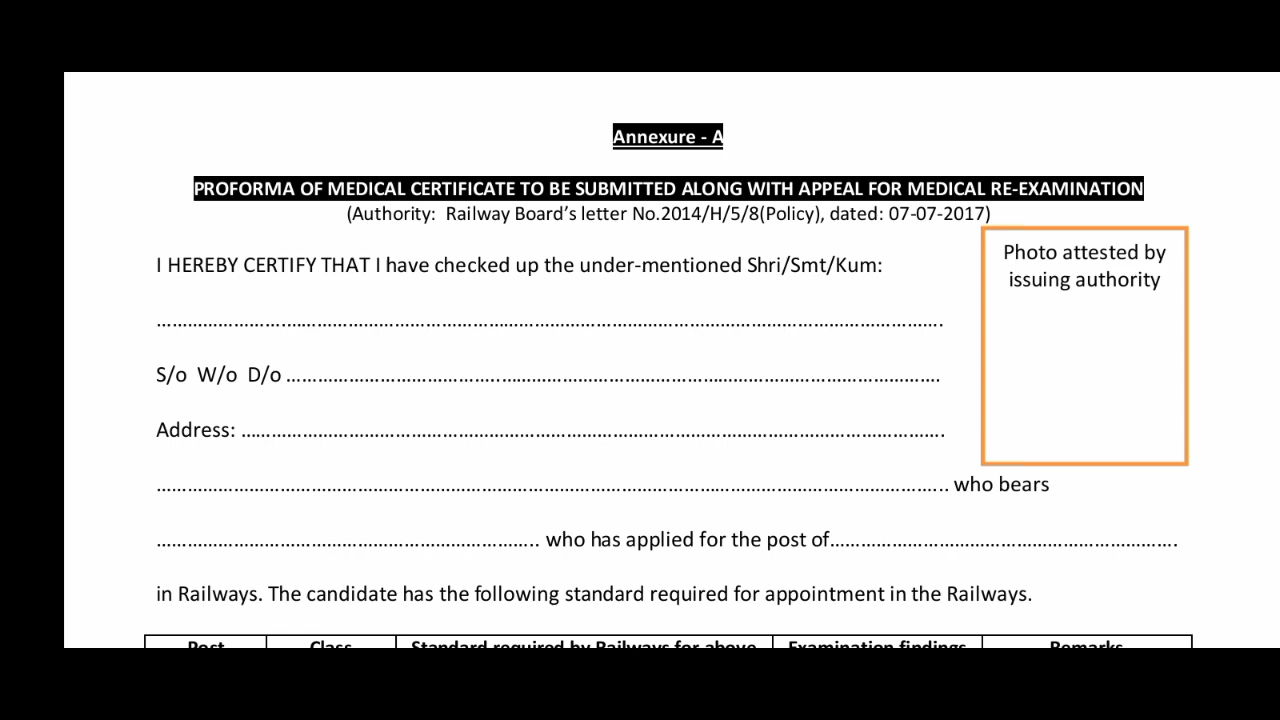 Annexure - A
PROFORMA OF MEDICAL CERTIFICATE TO BE SUBMITTED ALONG WITH APPEAL FOR MEDICAL RE-EXAMINATION
(Authority:  Railway Board’s letter No.2014/H/5/8(Policy), dated: 07-07-2017)
Photo attested by
issuing authority
I HEREBY CERTIFY THAT I have checked up the under-mentioned Shri/Smt/Kum:
…………………………………………………………………………………………………………………………………….
S/o  W/o  D/o …………………………………………………………………………………………………………….
Address: …………………………………………………………………………………………………………………….
…………………………………………………………………………………………………………………………………... who bears
……………………………………………………………….. who has applied for the post of………………………………………………………….
in Railways. The candidate has the following standard required for appointment in the Railways.
Post Class Standard required by Railways for above Examination findings Remarks